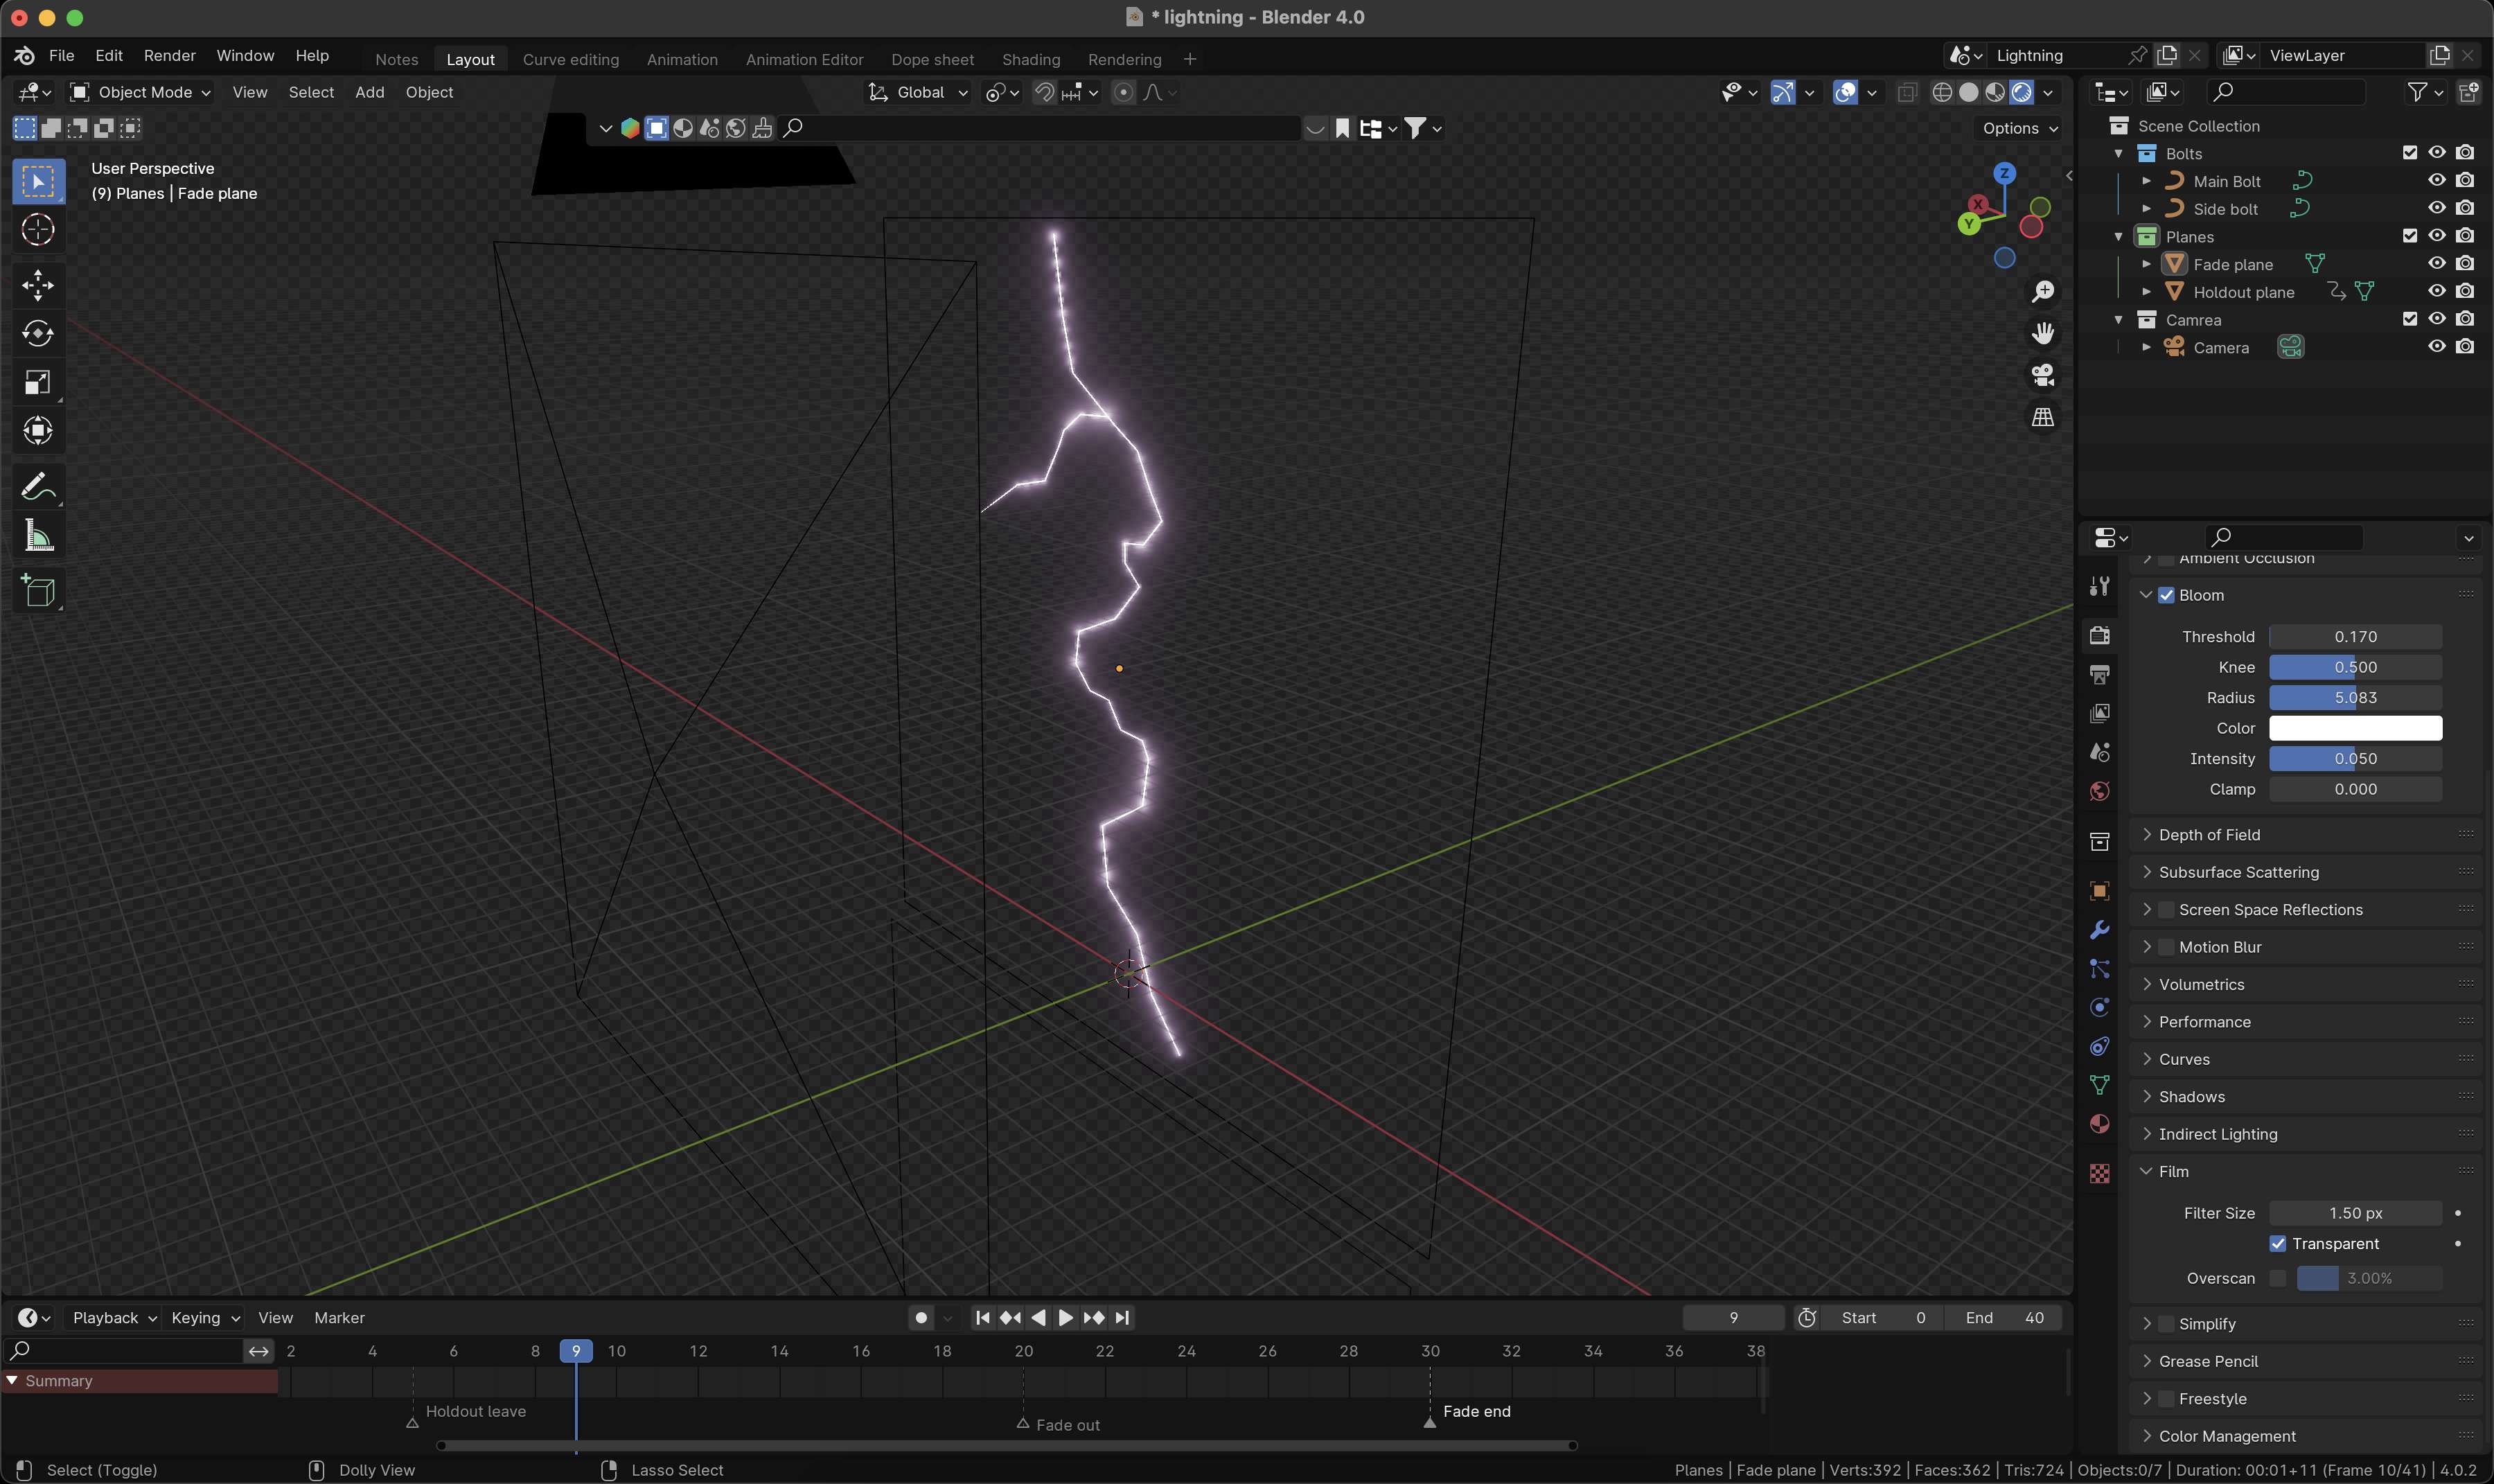 * lightning - Blender 4.0
File Edit Render Window Help Notes Layout Curve editing Animation Animation Editor Dope sheet Shading Rendering + Lightning ViewLayer
Object Mode View Select Add Object Global
Options
User Perspective
(9) Planes | Fade plane
Z
X
Y
Scene Collection
Bolts
Main Bolt
Side bolt
Planes
Fade plane
Holdout plane
Camrea
Camera
Ambient Occlusion
Bloom
Threshold 0.170
Knee 0.500
Radius 5.083
Color
Intensity 0.050
Clamp 0.000
Depth of Field
Subsurface Scattering
Screen Space Reflections
Motion Blur
Volumetrics
Performance
Curves
Shadows
Indirect Lighting
Film
Filter Size 1.50 px
Transparent
Overscan 3.00%
Simplify
Grease Pencil
Freestyle
Color Management
Playback Keying View Marker 9 Start 0 End 40
2 4 6 8 9 10 12 14 16 18 20 22 24 26 28 30 32 34 36 38
Summary
Holdout leave
Fade out
Fade end
Select (Toggle) Dolly View Lasso Select Planes | Fade plane | Verts:392 | Faces:362 | Tris:724 | Objects:0/7 | Duration: 00:01+11 (Frame 10/41) | 4.0.2